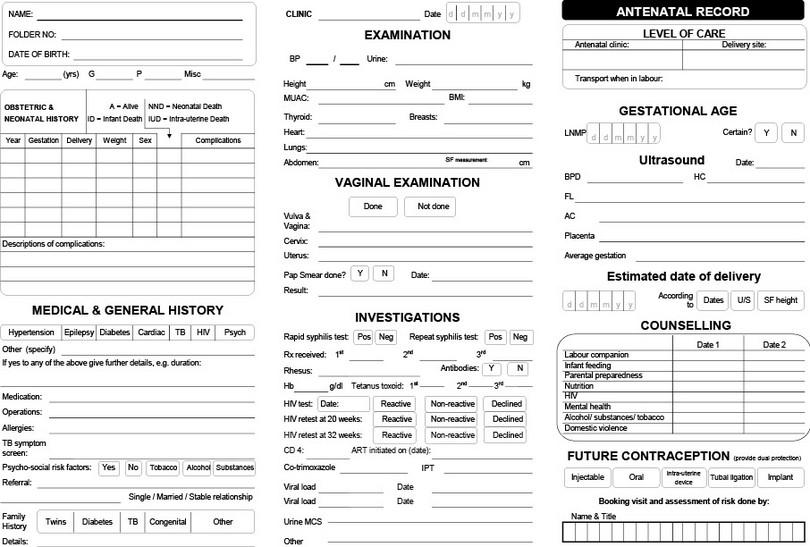 NAME:
FOLDER NO:
DATE OF BIRTH:
Age: (yrs) G P Misc
OBSTETRIC & NEONATAL HISTORY
A = Alive NND = Neonatal Death
ID = Infant Death IUD = Intra-uterine Death
Year Gestation Delivery Weight Sex Complications
Descriptions of complications:
MEDICAL & GENERAL HISTORY
Hypertension Epilepsy Diabetes Cardiac TB HIV Psych
Other (specify)
If yes to any of the above give further details, e.g. duration:
Medication:
Operations:
Allergies:
TB symptom
screen:
Psycho-social risk factors: Yes No Tobacco Alcohol Substances
Referral:
Single / Married / Stable relationship
Family
History Twins Diabetes TB Congenital Other
Details:
CLINIC Date d d m m y y
EXAMINATION
BP / Urine:
Height cm Weight kg
MUAC: BMI:
Thyroid: Breasts:
Heart:
Lungs:
Abdomen: SF measurement cm
VAGINAL EXAMINATION
Done Not done
Vulva &
Vagina:
Cervix:
Uterus:
Pap Smear done? Y N Date:
Result:
INVESTIGATIONS
Rapid syphilis test: Pos Neg Repeat syphilis test: Pos Neg
Rx received: 1st 2nd 3rd
Rhesus: Antibodies: Y N
Hb g/dl Tetanus toxoid: 1st 2nd 3rd
HIV test: Date: Reactive Non-reactive Declined
HIV retest at 20 weeks: Reactive Non-reactive Declined
HIV retest at 32 weeks: Reactive Non-reactive Declined
CD 4: ART initiated on (date):
Co-trimoxazole IPT
Viral load Date
Viral load Date
Urine MCS
Other
ANTENATAL RECORD
LEVEL OF CARE
Antenatal clinic: Delivery site:
Transport when in labour:
GESTATIONAL AGE
LNMP d d m m y y Certain? Y N
Ultrasound Date:
BPD HC
FL
AC
Placenta
Average gestation
Estimated date of delivery
d d m m y y According to Dates U/S SF height
COUNSELLING
Date 1 Date 2
Labour companion
Infant feeding
Parental preparedness
Nutrition
HIV
Mental health
Alcohol/ substances/ tobacco
Domestic violence
FUTURE CONTRACEPTION (provide dual protection)
Injectable Oral Intra-uterine device Tubal ligation Implant
Booking visit and assessment of risk done by:
Name & Title